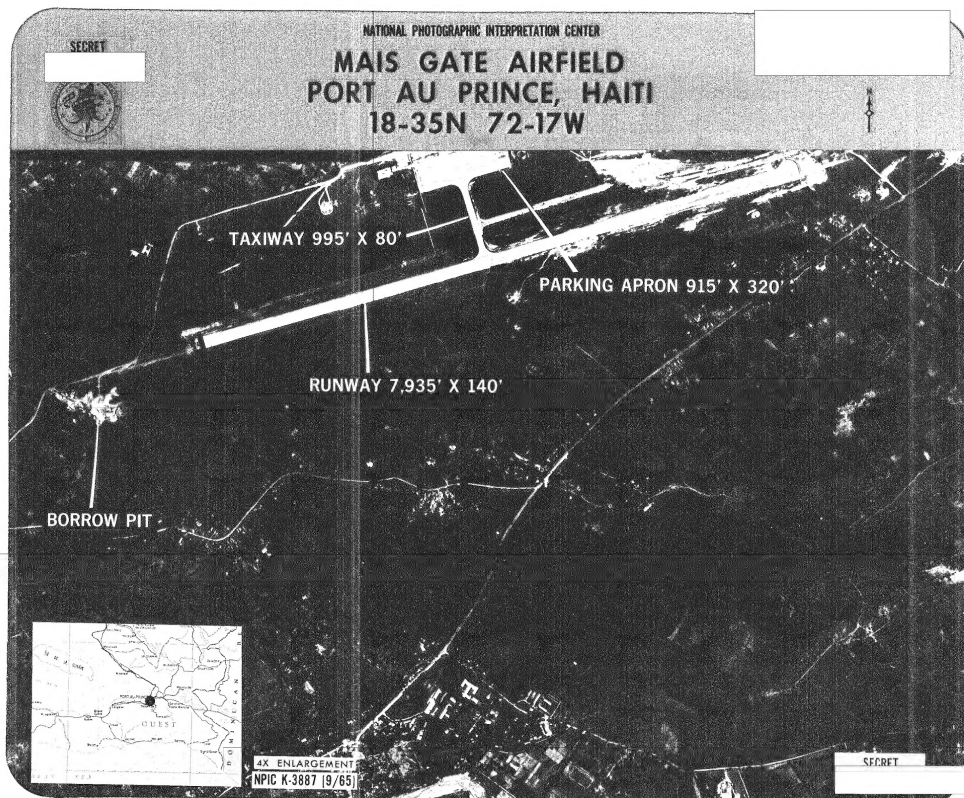 NATIONAL PHOTOGRAPHIC INTERPRETATION CENTER
SECRET
MAIS GATE AIRFIELD
PORT AU PRINCE, HAITI
18-35N 72-17W
N
TAXIWAY 995' X 80'
PARKING APRON 915' X 320'
RUNWAY 7,935' X 140'
BORROW PIT
PORT AU PRINCE
OUEST
DOMINICAN RE
4X ENLARGEMENT
NPIC K-3887 (9/65)
SECRET